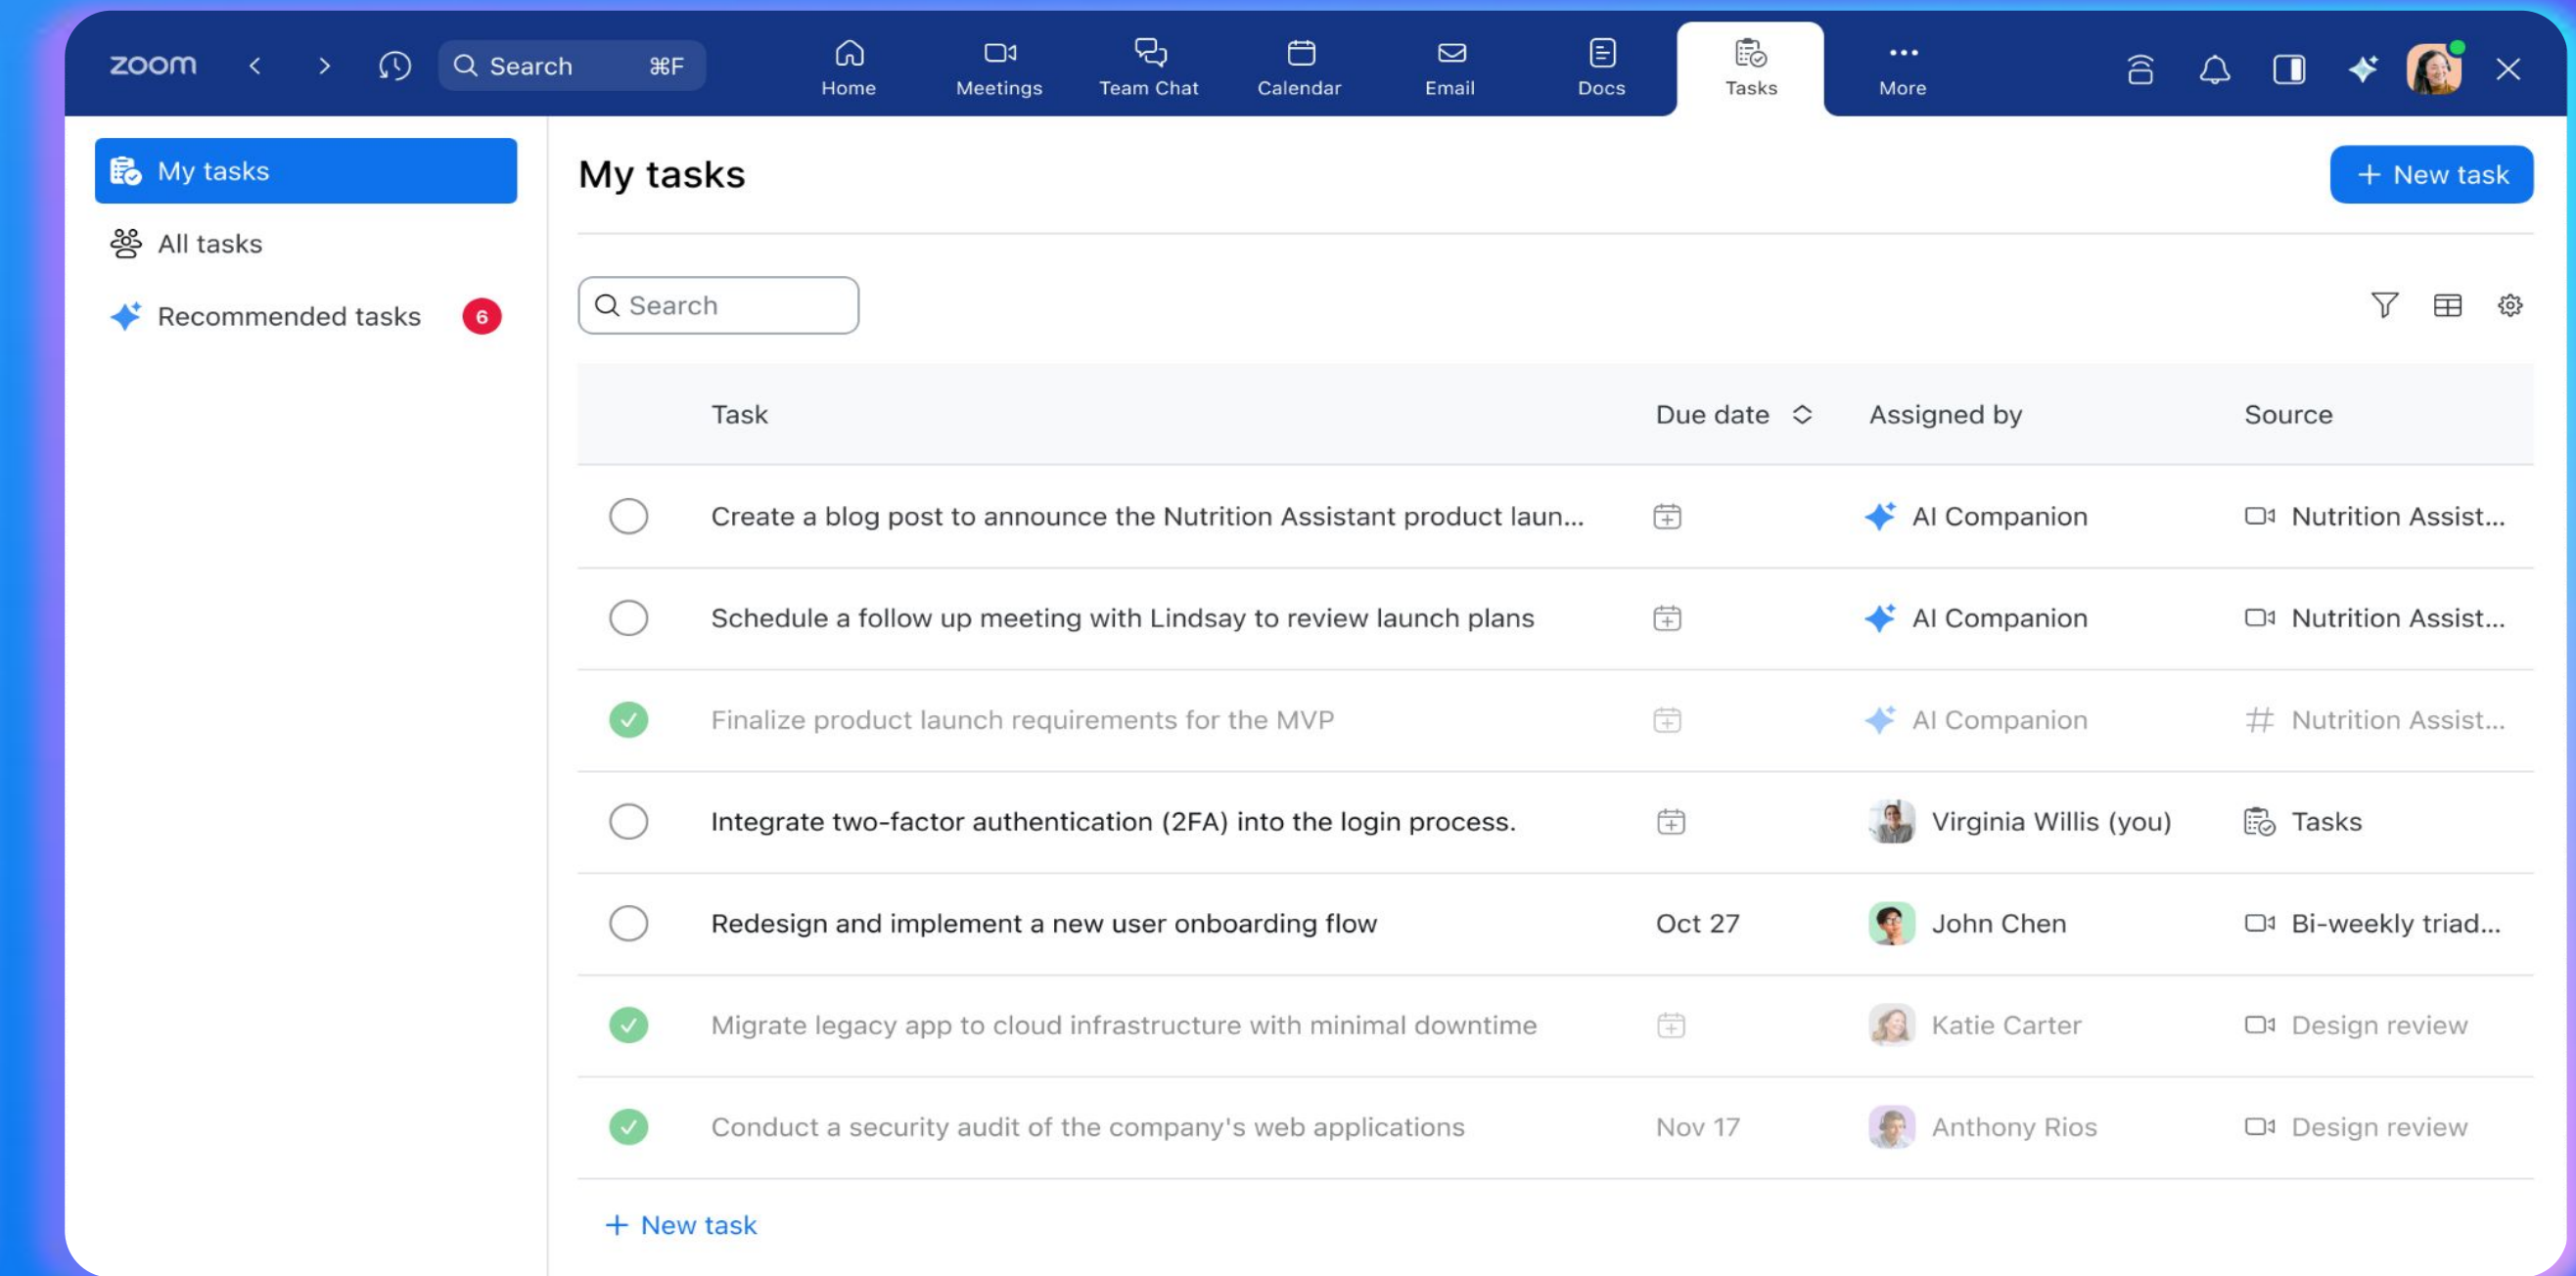 zoom
Search ⌘F
Home
Meetings
Team Chat
Calendar
Email
Docs
Tasks
More
My tasks
All tasks
Recommended tasks 6
My tasks
+ New task
Search
Task Due date Assigned by Source
Create a blog post to announce the Nutrition Assistant product laun... AI Companion Nutrition Assist...
Schedule a follow up meeting with Lindsay to review launch plans AI Companion Nutrition Assist...
Finalize product launch requirements for the MVP AI Companion # Nutrition Assist...
Integrate two-factor authentication (2FA) into the login process. Virginia Willis (you) Tasks
Redesign and implement a new user onboarding flow Oct 27 John Chen Bi-weekly triad...
Migrate legacy app to cloud infrastructure with minimal downtime Katie Carter Design review
Conduct a security audit of the company's web applications Nov 17 Anthony Rios Design review
+ New task